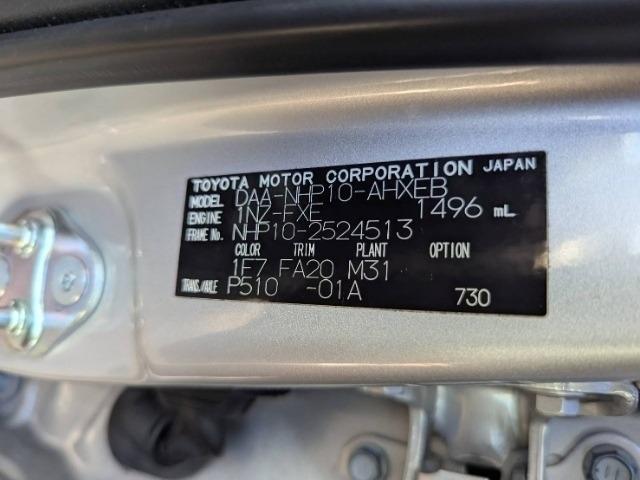 TOYOTA MOTOR CORPORATION JAPAN
MODEL DAA-NHP10-AHXEB
ENGINE 1NZ-FXE 1496 mL
FRAME No. NHP10-2524513
COLOR TRIM PLANT OPTION
1F7 FA20 M31
TRANS./AXLE P510 -01A 730